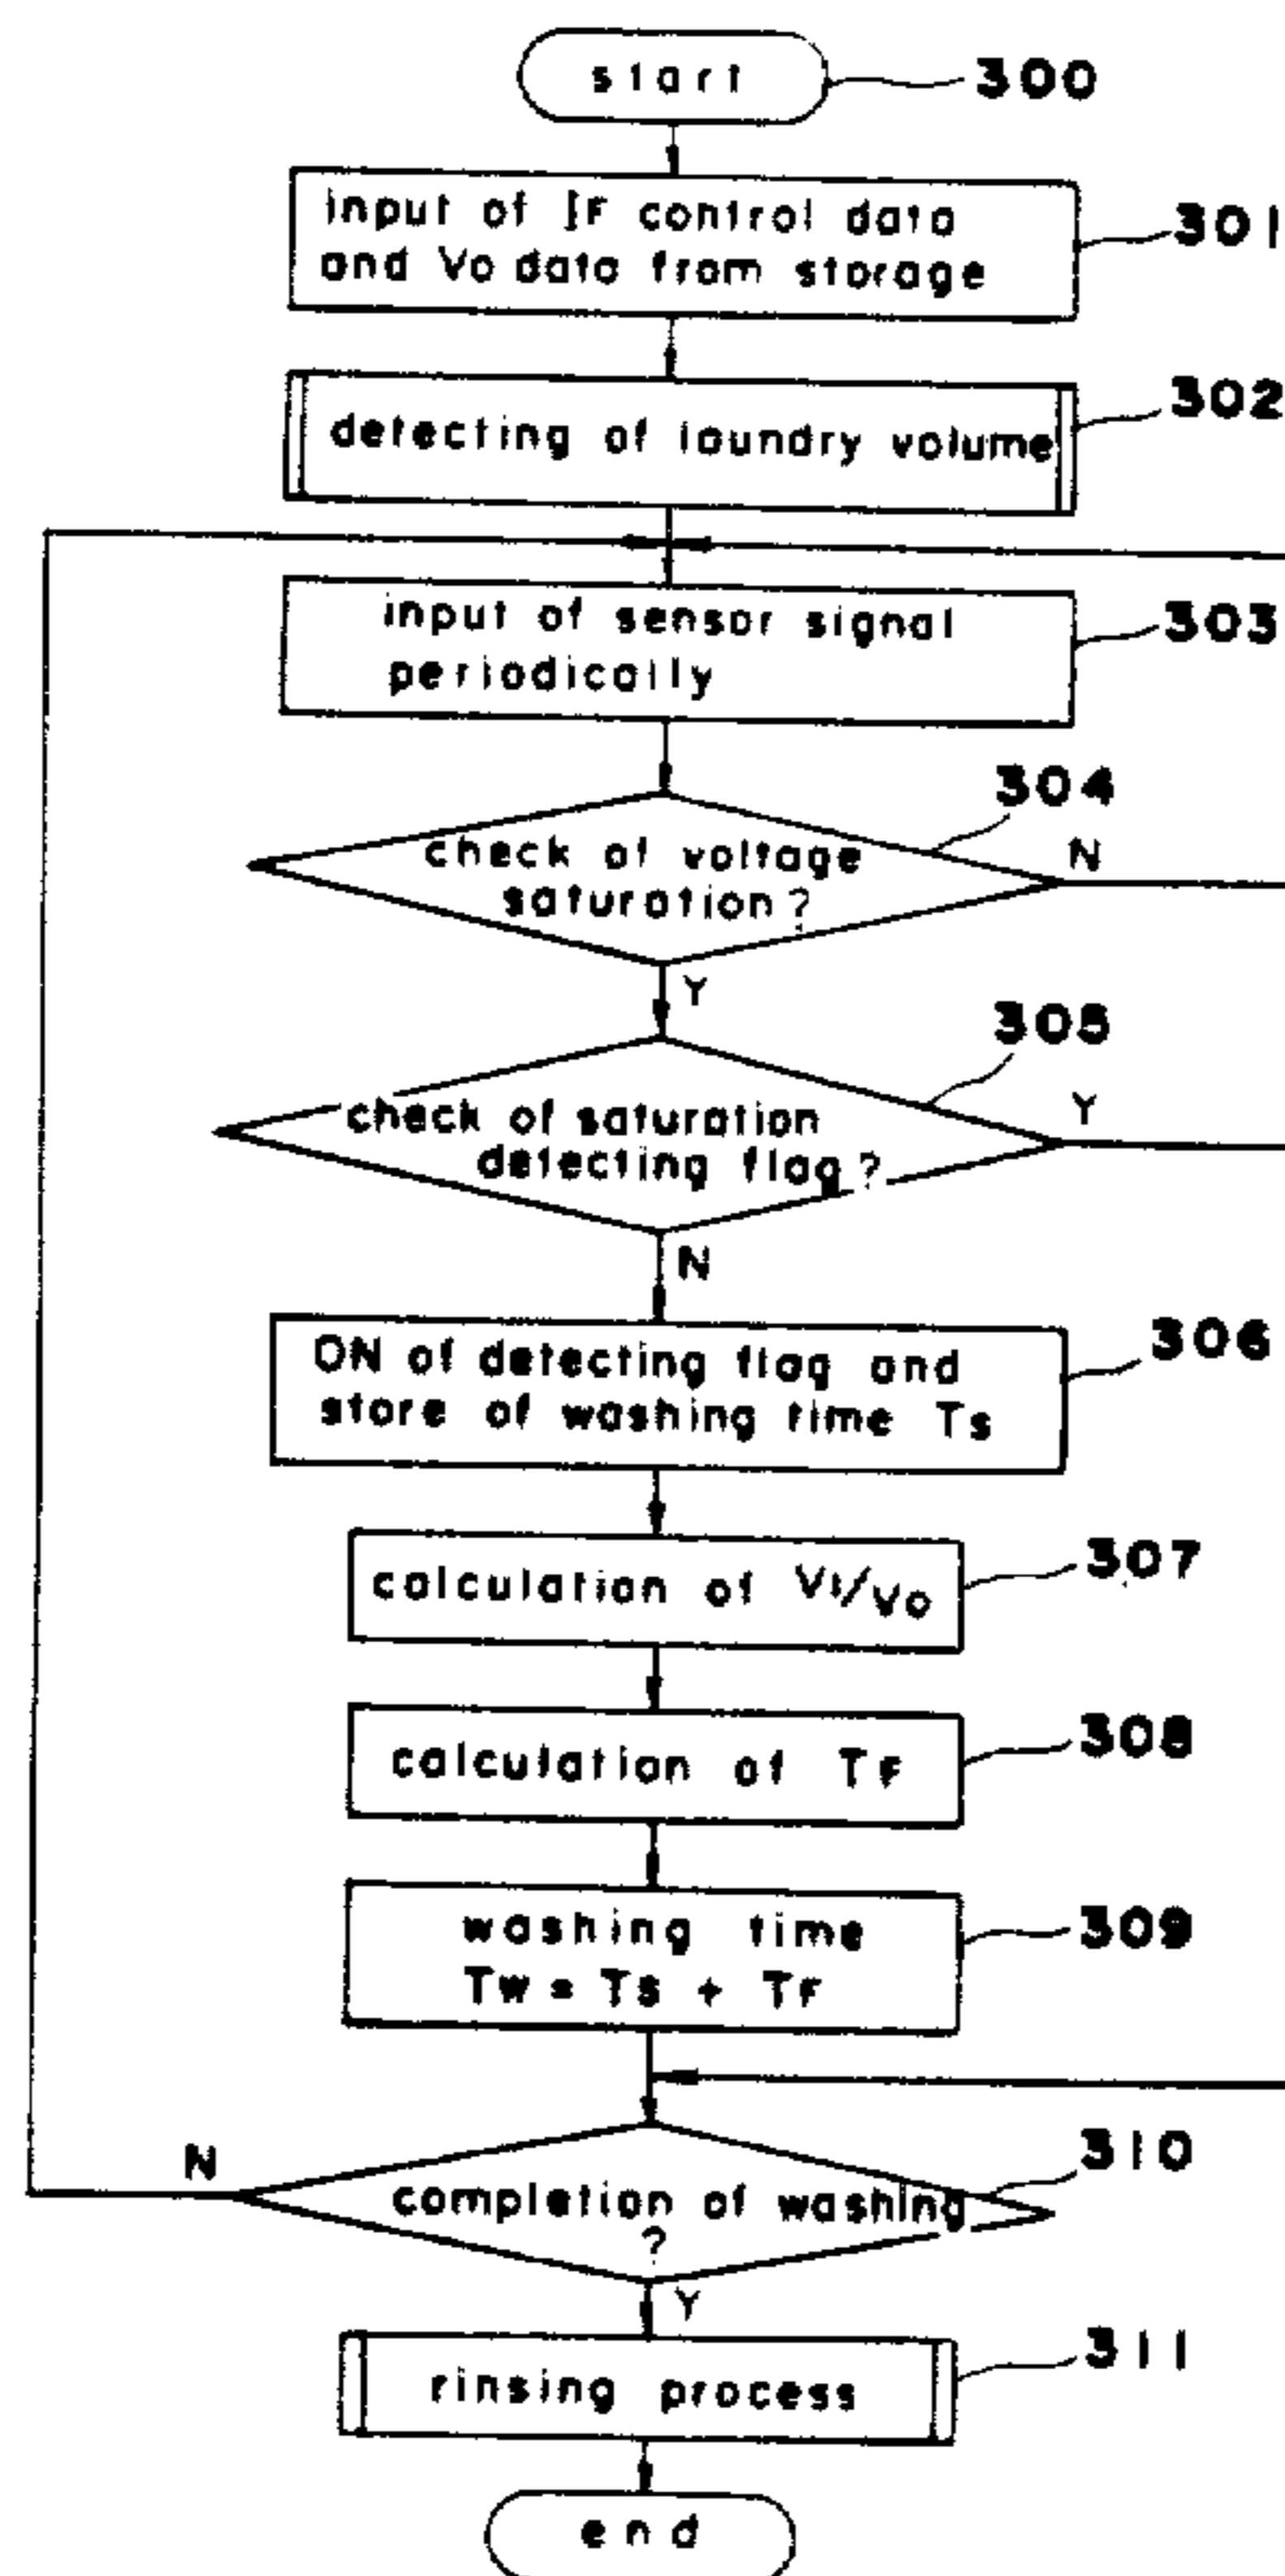 start
300
input of IF control data
and Vo data from storage
301
detecting of laundry volume
302
input of sensor signal
periodically
303
check of voltage
saturation?
304
N
Y
check of saturation
detecting flag?
305
Y
N
ON of detecting flag and
store of washing time Ts
306
calculation of Vi/Vo
307
calculation of TF
308
washing time
Tw = Ts + TF
309
completion of washing
?
310
N
Y
rinsing process
311
end